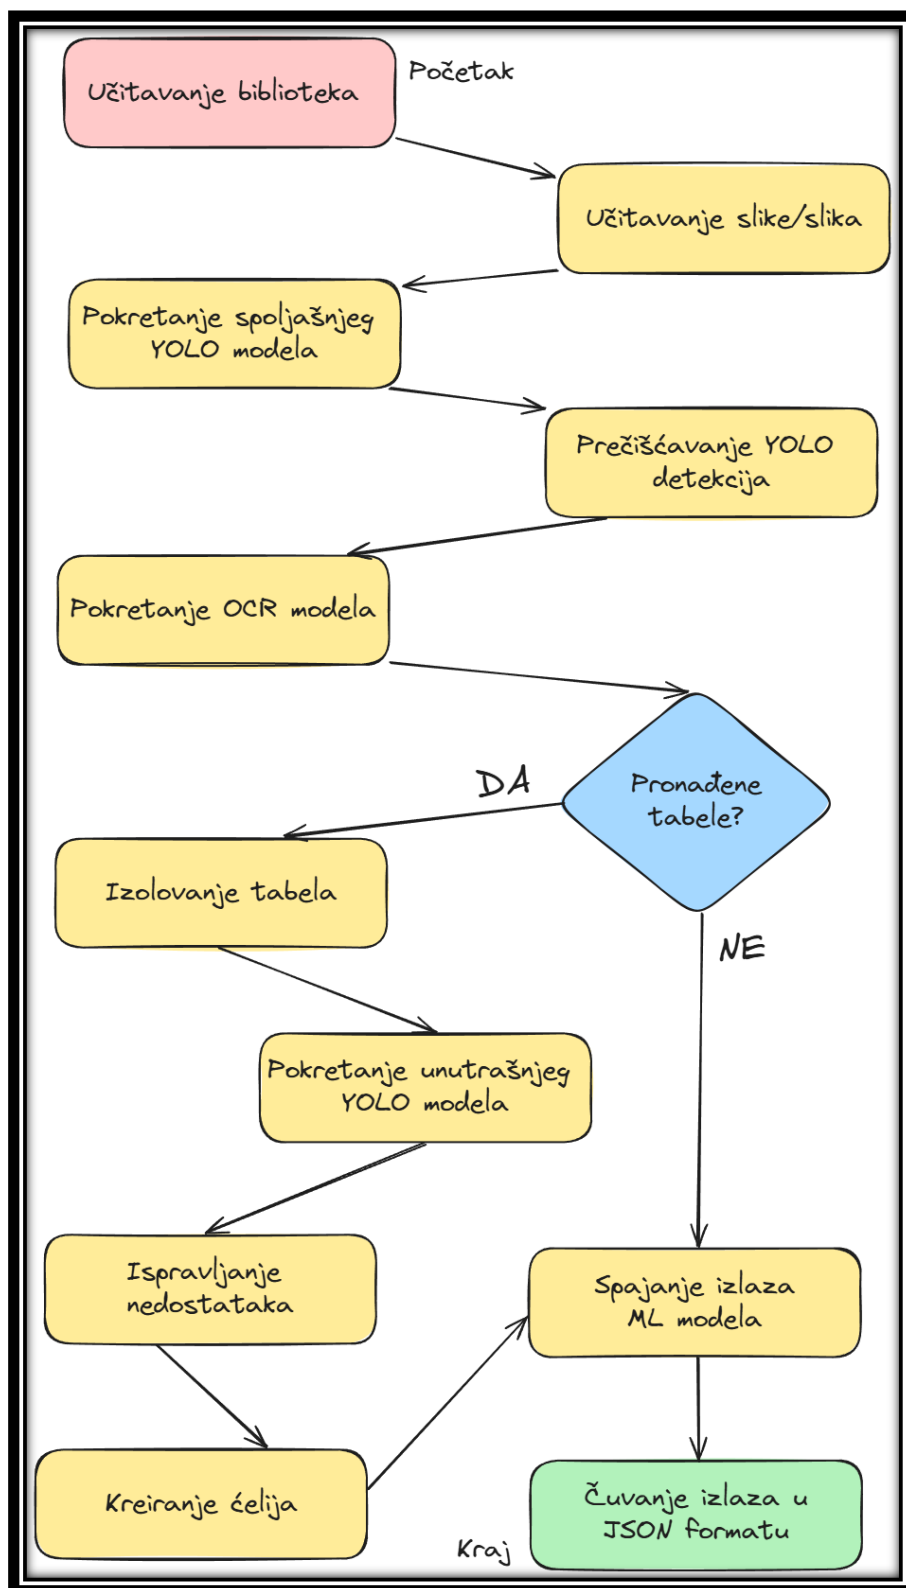 Učitavanje biblioteka
Početak
Učitavanje slike/slika
Pokretanje spoljašnjeg
YOLO modela
Prečišćavanje YOLO
detekcija
Pokretanje OCR modela
Pronađene
tabele?
DA
Izolovanje tabela
NE
Pokretanje unutrašnjeg
YOLO modela
Ispravljanje
nedostataka
Spajanje izlaza
ML modela
Kreiranje ćelija
Čuvanje izlaza u
JSON formatu
Kraj